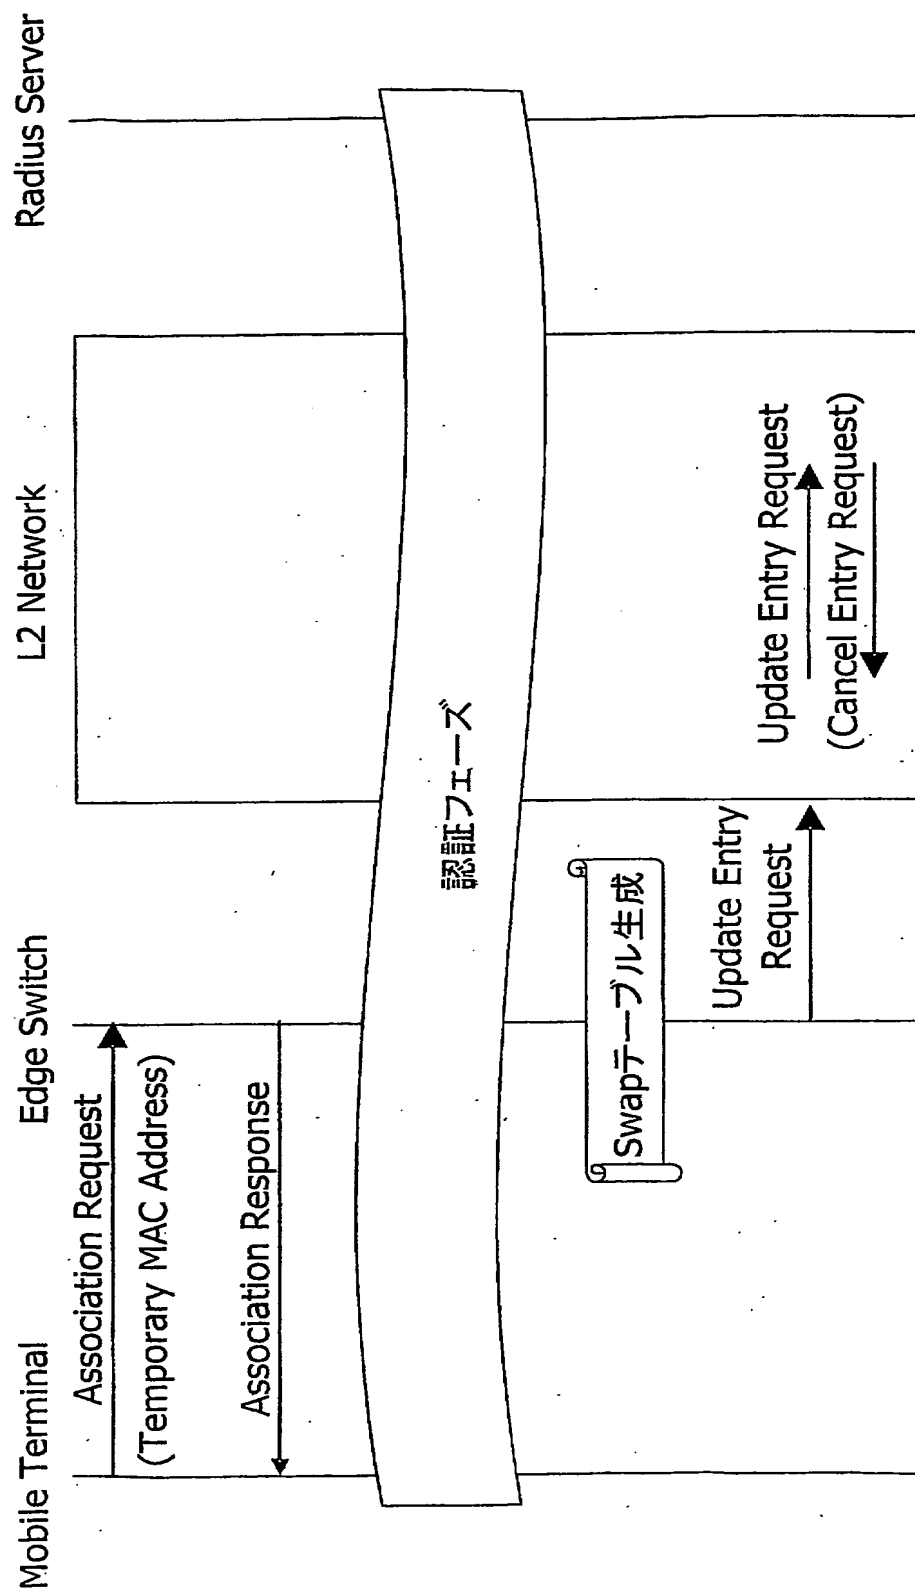 Mobile Terminal
Edge Switch
L2 Network
Radius Server
Association Request
(Temporary MAC Address)
Association Response
認証フェーズ
Swapテーブル生成
Update Entry
Request
Update Entry Request
(Cancel Entry Request)